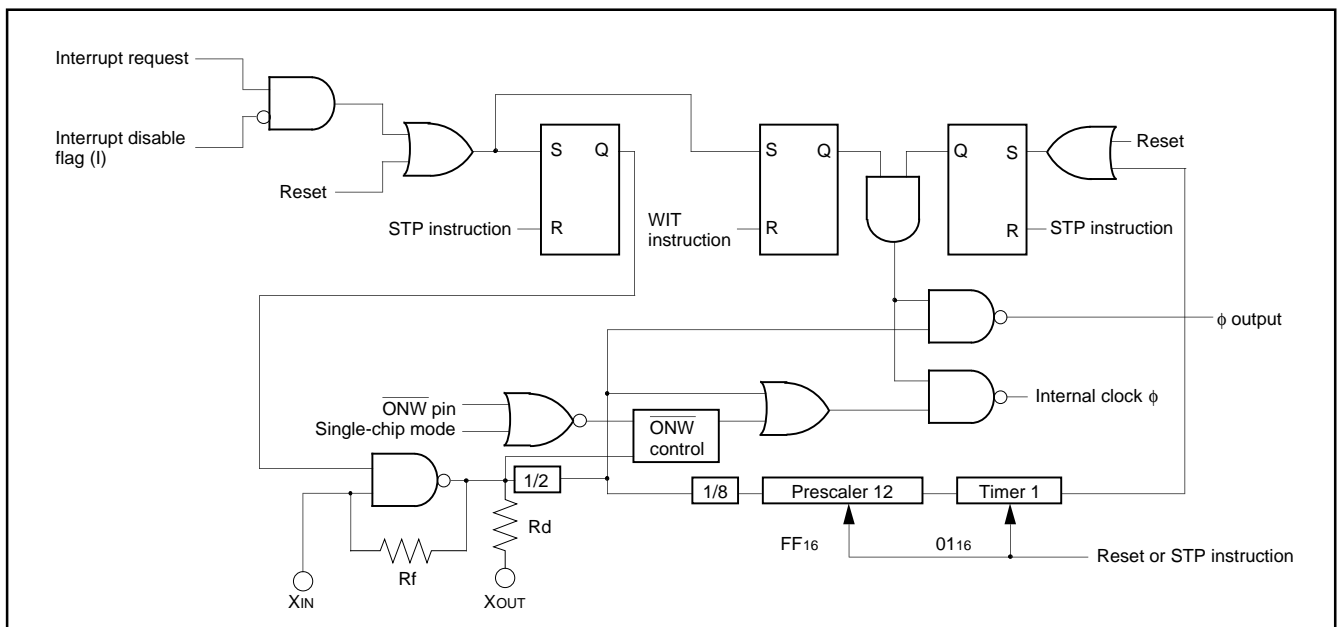 Interrupt request
Interrupt disable
flag (I)
Reset
S Q
R
STP instruction
S Q
R
WIT
instruction
Q S
R
Reset
STP instruction
ϕ output
Internal clock ϕ
ONW pin
Single-chip mode
ONW
control
1/2
1/8
Prescaler 12
Timer 1
Rd
Rf
FF16
0116
Reset or STP instruction
XIN
XOUT